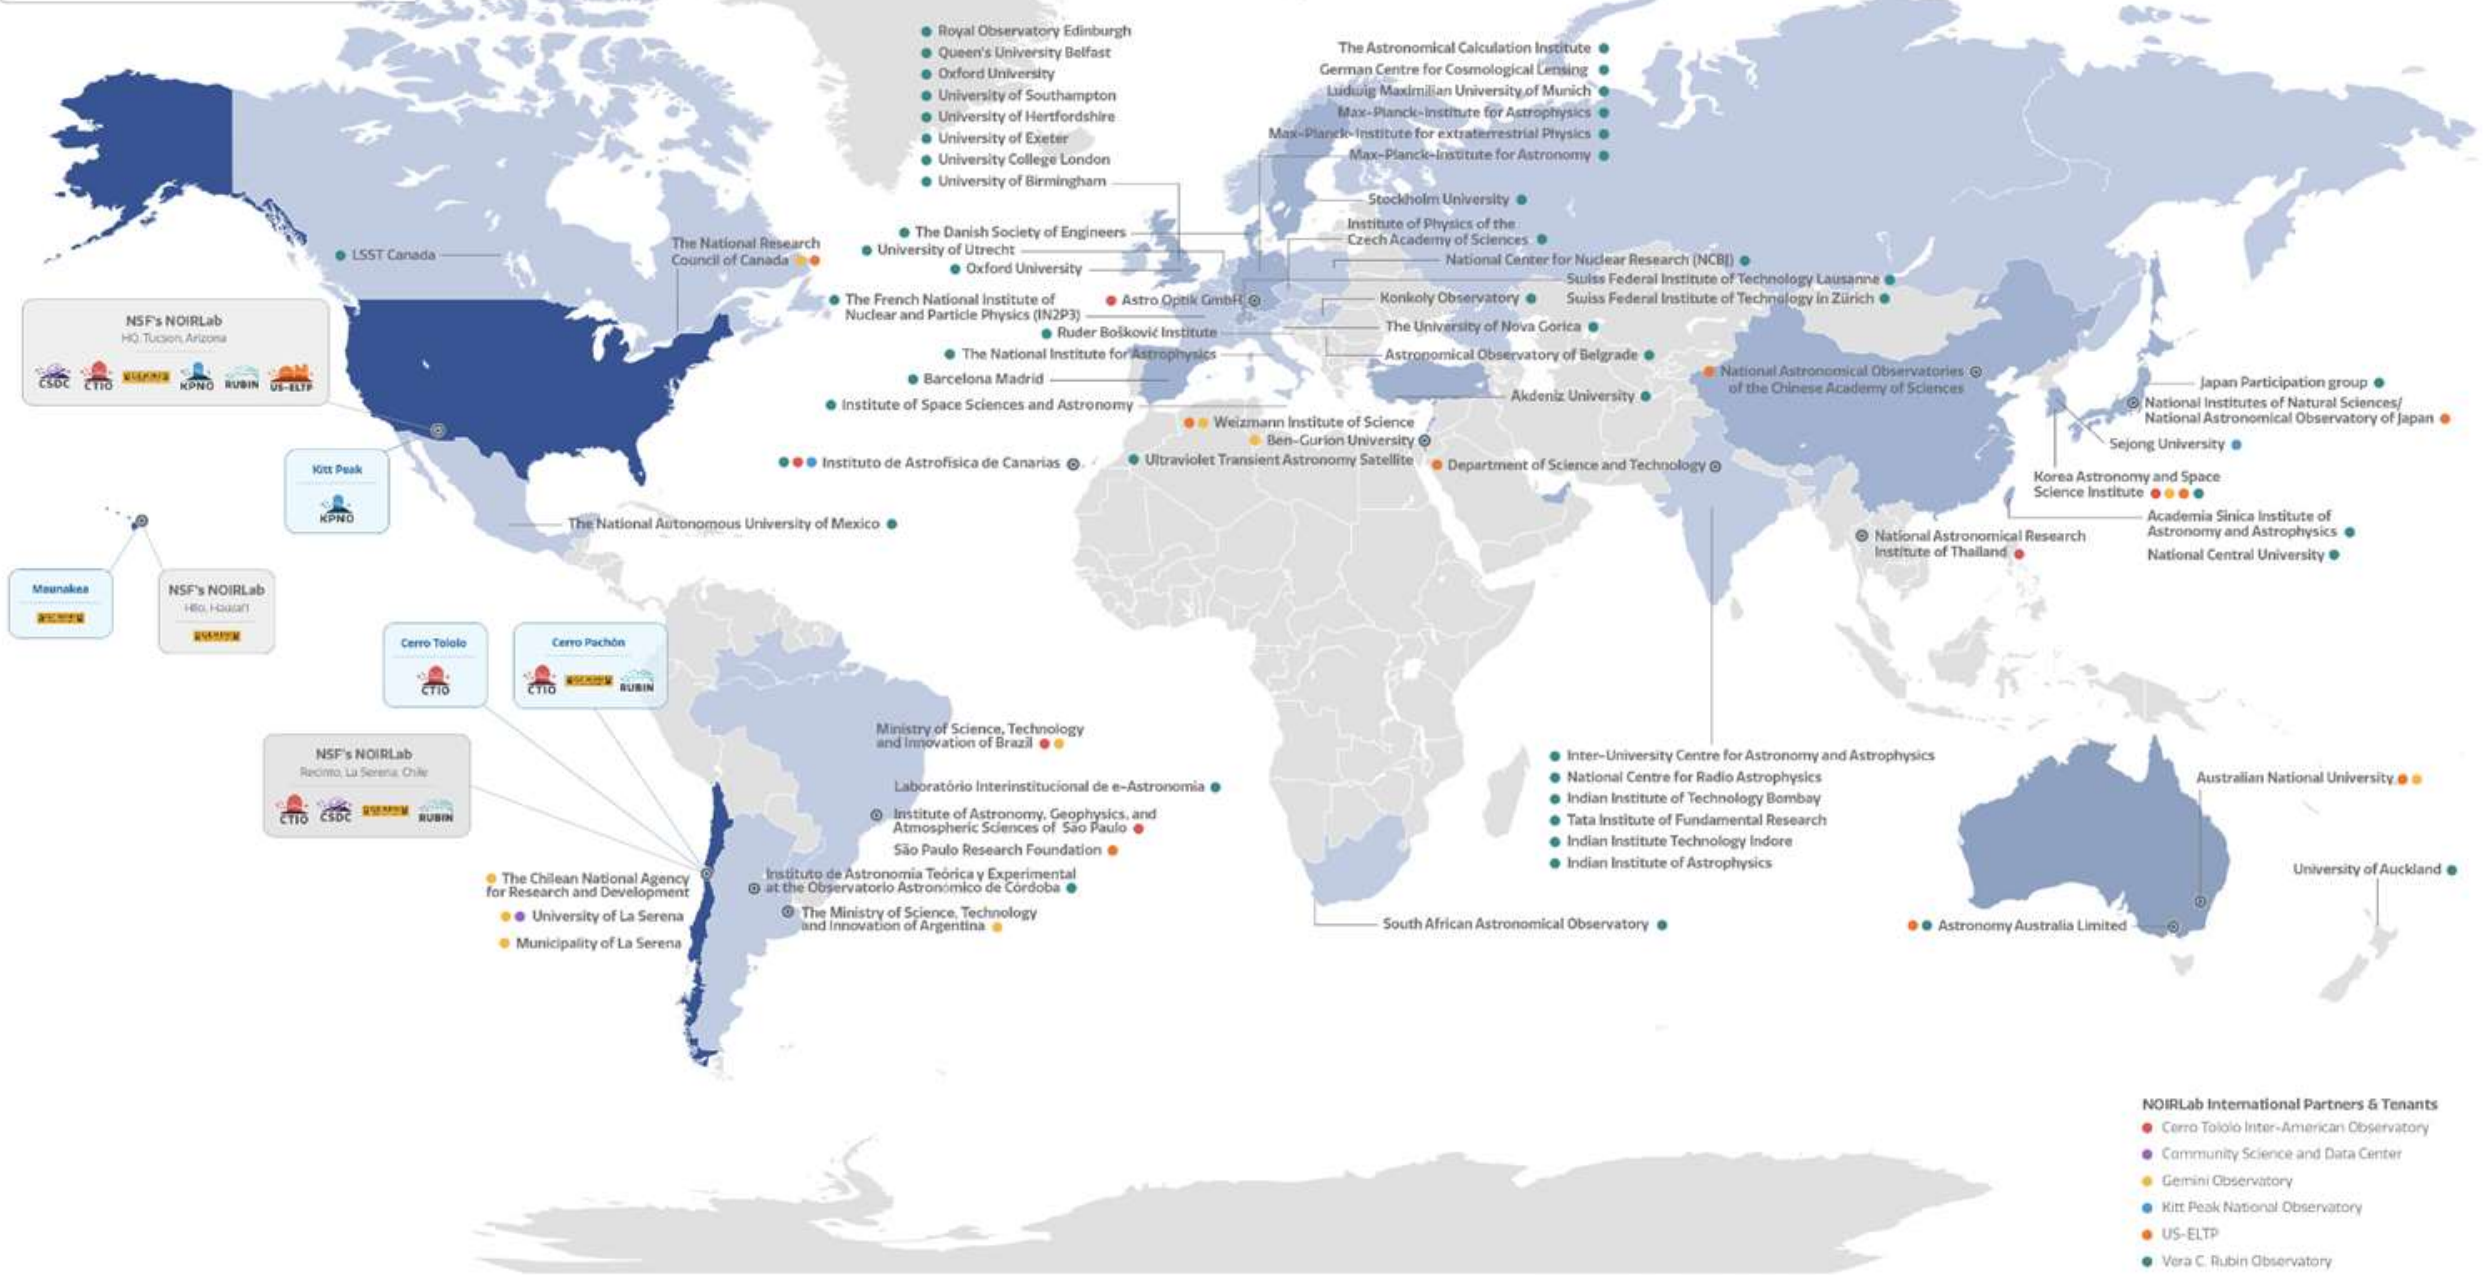 Royal Observatory Edinburgh
Queen's University Belfast
Oxford University
University of Southampton
University of Hertfordshire
University of Exeter
University College London
University of Birmingham
The Astronomical Calculation Institute
German Centre for Cosmological Lensing
Ludwig Maximilian University of Munich
Max-Planck-Institute for Astrophysics
Max-Planck-Institute for extraterrestrial Physics
Max-Planck-Institute for Astronomy
Stockholm University
Institute of Physics of the
Czech Academy of Sciences
The Danish Society of Engineers
University of Utrecht
Oxford University
National Center for Nuclear Research (NCBJ)
Swiss Federal Institute of Technology Lausanne
Swiss Federal Institute of Technology in Zürich
Astro Optik GmbH
Konkoly Observatory
The French National Institute of
Nuclear and Particle Physics (IN2P3)
Ruder Bošković Institute
The University of Nova Gorica
The National Institute for Astrophysics
Astronomical Observatory of Belgrade
Barcelona Madrid
Akdeniz University
Institute of Space Sciences and Astronomy
Weizmann Institute of Science
Ben-Gurion University
Instituto de Astrofísica de Canarias
Ultraviolet Transient Astronomy Satellite
Department of Science and Technology
LSST Canada
The National Research
Council of Canada
NSF's NOIRLab
HQ, Tucson, Arizona
CSDC
CTIO
GEMINI
KPNO
RUBIN
US-ELTP
Kitt Peak
KPNO
The National Autonomous University of Mexico
Maunakea
GEMINI
NSF's NOIRLab
Hilo, Hawai'i
GEMINI
Cerro Tololo
CTIO
Cerro Pachón
CTIO
GEMINI
RUBIN
NSF's NOIRLab
Recinto, La Serena, Chile
CTIO
CSDC
GEMINI
RUBIN
Ministry of Science, Technology
and Innovation of Brazil
Laboratório Interinstitucional de e-Astronomia
Institute of Astronomy, Geophysics, and
Atmospheric Sciences of São Paulo
São Paulo Research Foundation
The Chilean National Agency
for Research and Development
University of La Serena
Municipality of La Serena
Instituto de Astronomía Teórica y Experimental
at the Observatorio Astronómico de Córdoba
The Ministry of Science, Technology
and Innovation of Argentina
National Astronomical Observatories
of the Chinese Academy of Sciences
Japan Participation group
National Institutes of Natural Sciences/
National Astronomical Observatory of Japan
Sejong University
Korea Astronomy and Space
Science Institute
Academia Sinica Institute of
Astronomy and Astrophysics
National Central University
National Astronomical Research
Institute of Thailand
Inter-University Centre for Astronomy and Astrophysics
National Centre for Radio Astrophysics
Indian Institute of Technology Bombay
Tata Institute of Fundamental Research
Indian Institute Technology Indore
Indian Institute of Astrophysics
South African Astronomical Observatory
Australian National University
University of Auckland
Astronomy Australia Limited
NOIRLab International Partners & Tenants
Cerro Tololo Inter-American Observatory
Community Science and Data Center
Gemini Observatory
Kitt Peak National Observatory
US-ELTP
Vera C. Rubin Observatory